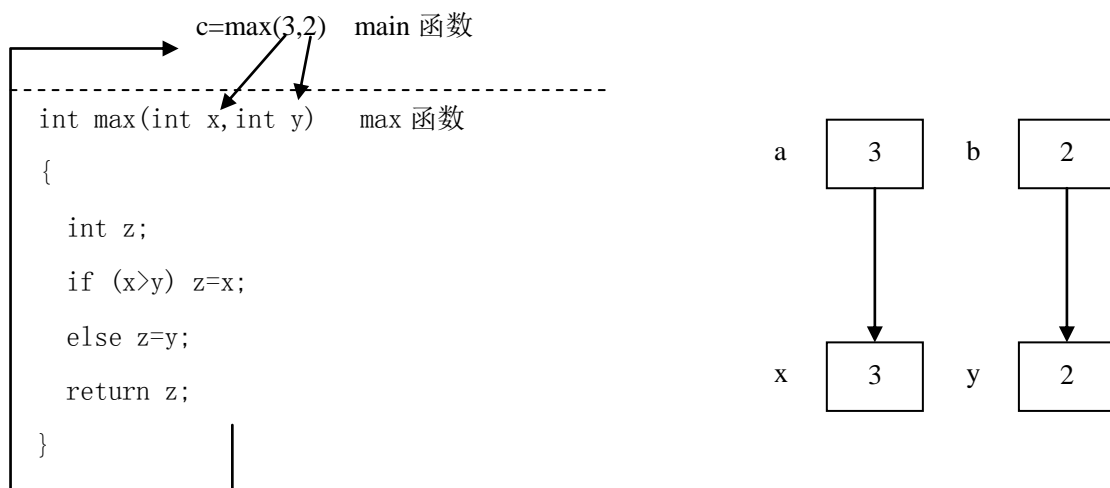 c=max(3,2) main 函数
int max(int x,int y) max 函数
{
int z;
if (x>y) z=x;
else z=y;
return z;
}
a 3 b 2
x 3 y 2